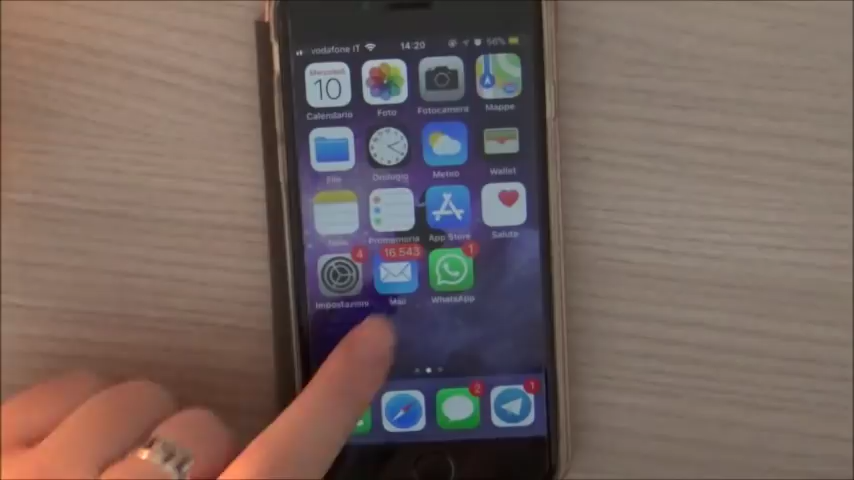 vodafone IT 14:20 56%
Mercoledì
10
Calendario Foto Fotocamera Mappe
File Orologio Meteo Wallet
Note Promemoria App Store Salute
4 16.543 1
Impostazioni Mail WhatsApp
2 1